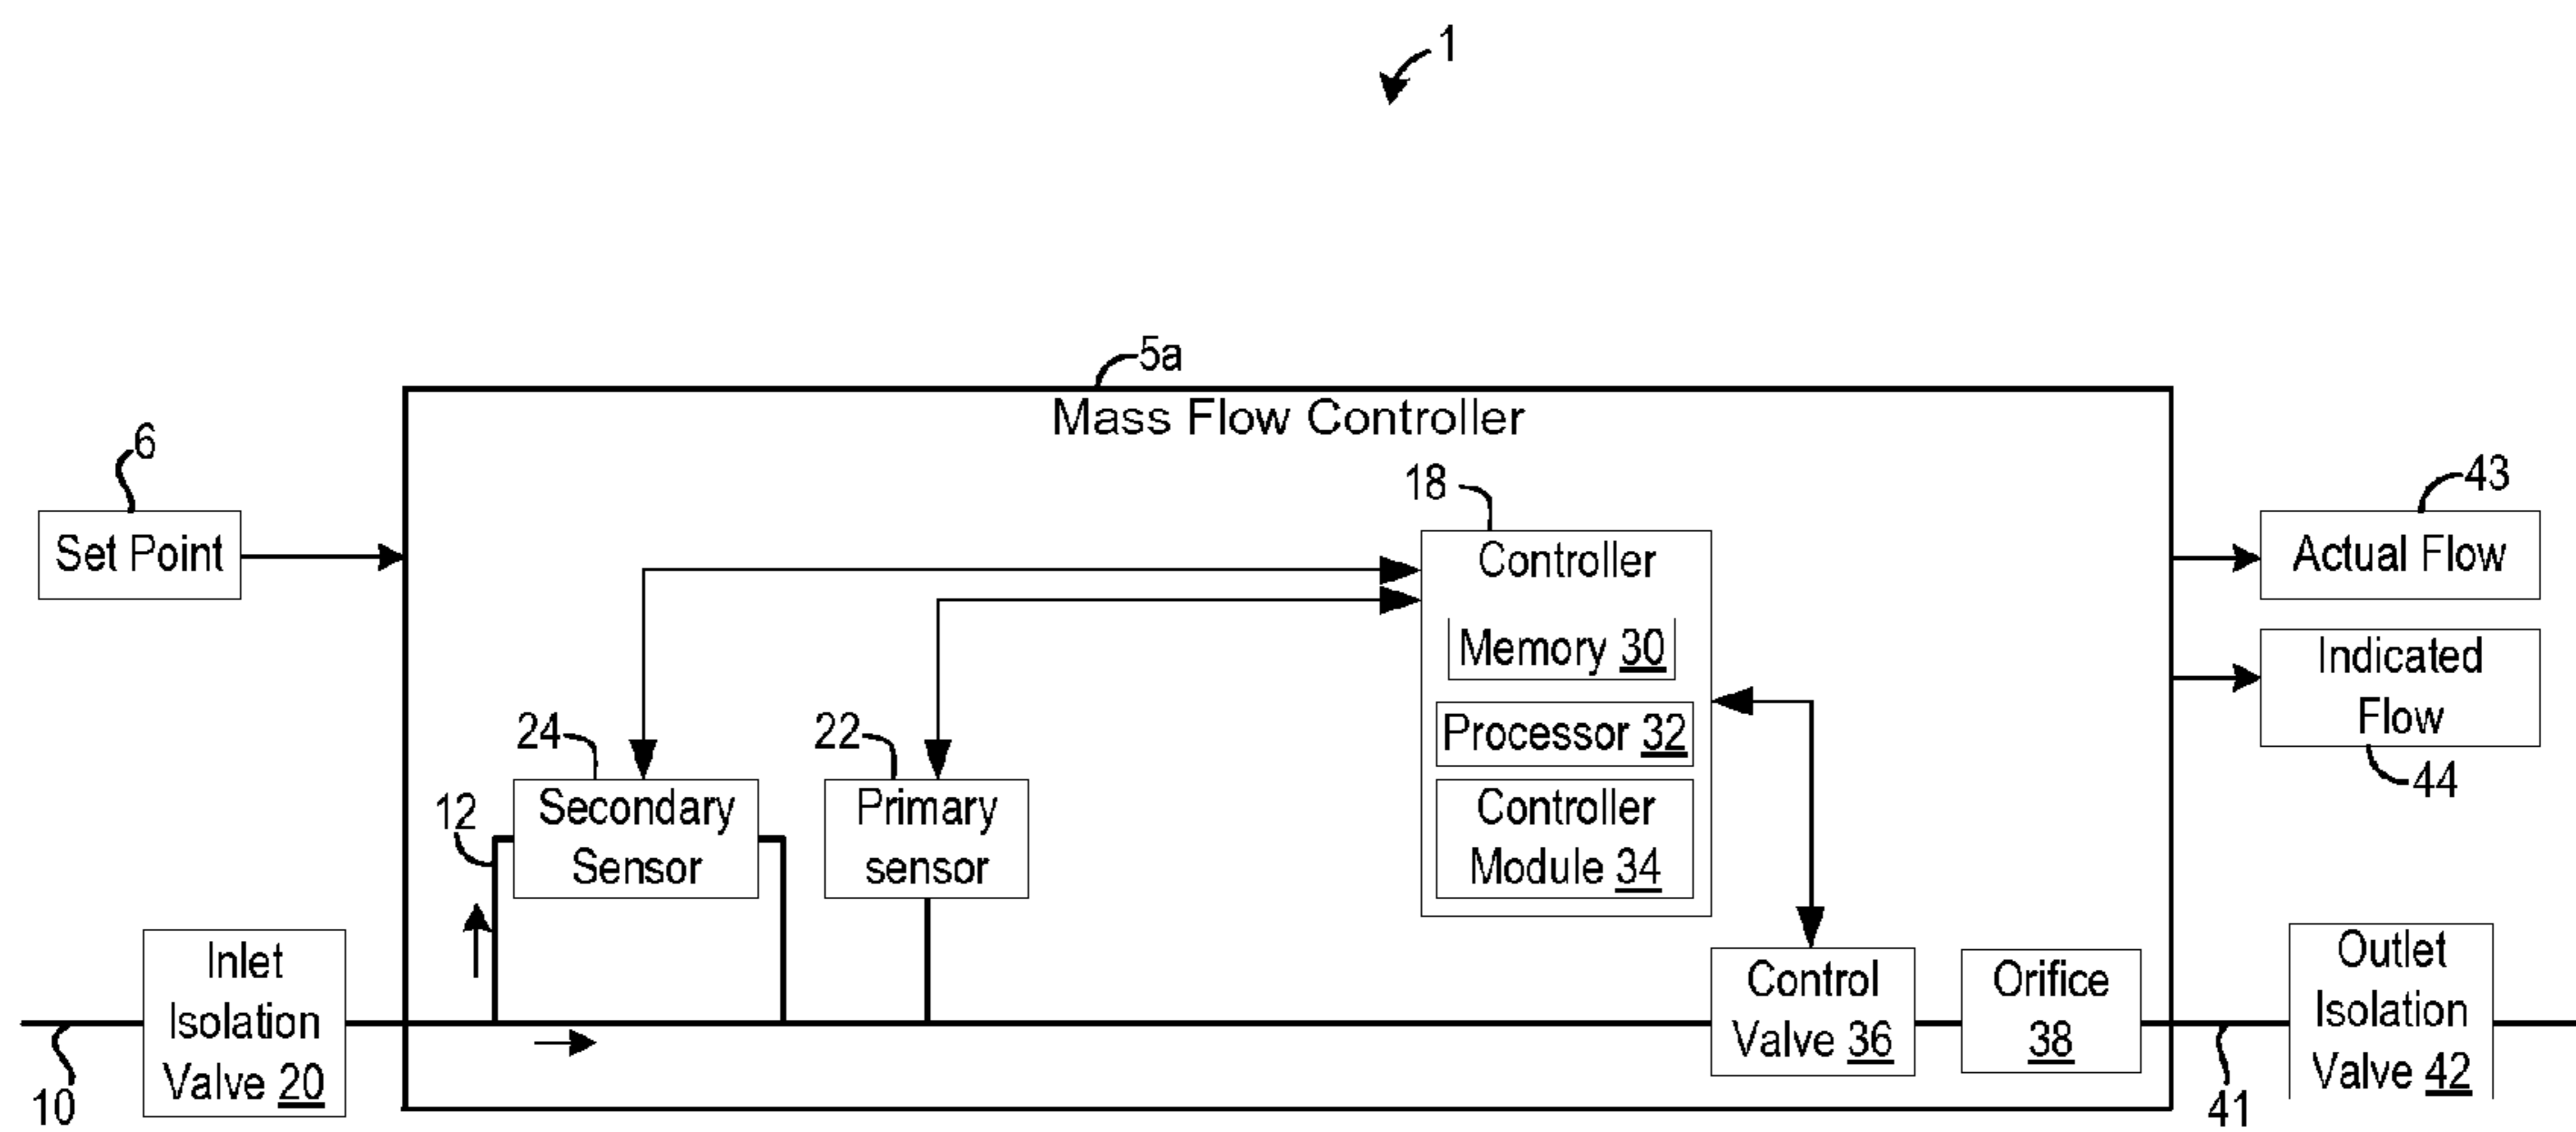 1
5a
Mass Flow Controller
6
Set Point
18
Controller
Memory 30
Processor 32
Controller
Module 34
43
Actual Flow
Indicated
Flow
44
24
Secondary
Sensor
22
Primary
sensor
12
Inlet
Isolation
Valve 20
10
Control
Valve 36
Orifice
38
41
Outlet
Isolation
Valve 42